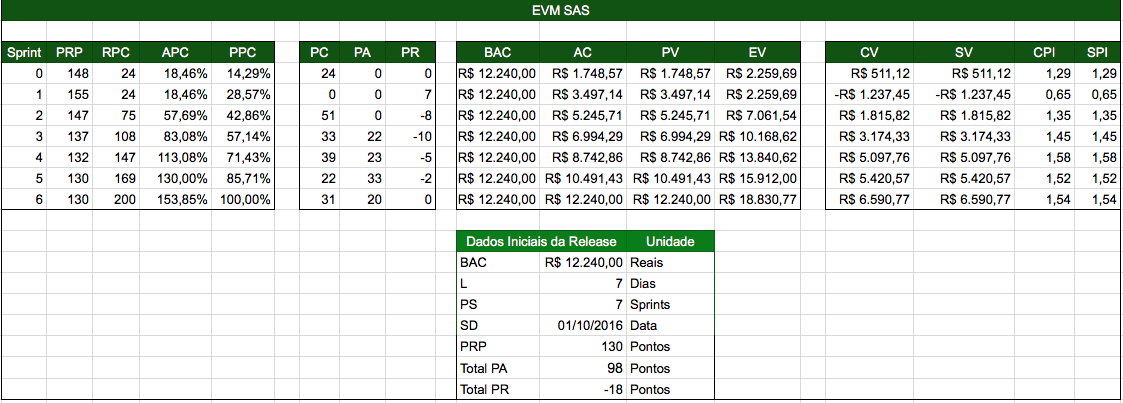 EVM SAS
Sprint PRP RPC APC PPC PC PA PR BAC AC PV EV CV SV CPI SPI
0 148 24 18,46% 14,29% 24 0 0 R$ 12.240,00 R$ 1.748,57 R$ 1.748,57 R$ 2.259,69 R$ 511,12 R$ 511,12 1,29 1,29
1 155 24 18,46% 28,57% 0 0 7 R$ 12.240,00 R$ 3.497,14 R$ 3.497,14 R$ 2.259,69 -R$ 1.237,45 -R$ 1.237,45 0,65 0,65
2 147 75 57,69% 42,86% 51 0 -8 R$ 12.240,00 R$ 5.245,71 R$ 5.245,71 R$ 7.061,54 R$ 1.815,82 R$ 1.815,82 1,35 1,35
3 137 108 83,08% 57,14% 33 22 -10 R$ 12.240,00 R$ 6.994,29 R$ 6.994,29 R$ 10.168,62 R$ 3.174,33 R$ 3.174,33 1,45 1,45
4 132 147 113,08% 71,43% 39 23 -5 R$ 12.240,00 R$ 8.742,86 R$ 8.742,86 R$ 13.840,62 R$ 5.097,76 R$ 5.097,76 1,58 1,58
5 130 169 130,00% 85,71% 22 33 -2 R$ 12.240,00 R$ 10.491,43 R$ 10.491,43 R$ 15.912,00 R$ 5.420,57 R$ 5.420,57 1,52 1,52
6 130 200 153,85% 100,00% 31 20 0 R$ 12.240,00 R$ 12.240,00 R$ 12.240,00 R$ 18.830,77 R$ 6.590,77 R$ 6.590,77 1,54 1,54
Dados Iniciais da Release Unidade
BAC R$ 12.240,00 Reais
L 7 Dias
PS 7 Sprints
SD 01/10/2016 Data
PRP 130 Pontos
Total PA 98 Pontos
Total PR -18 Pontos